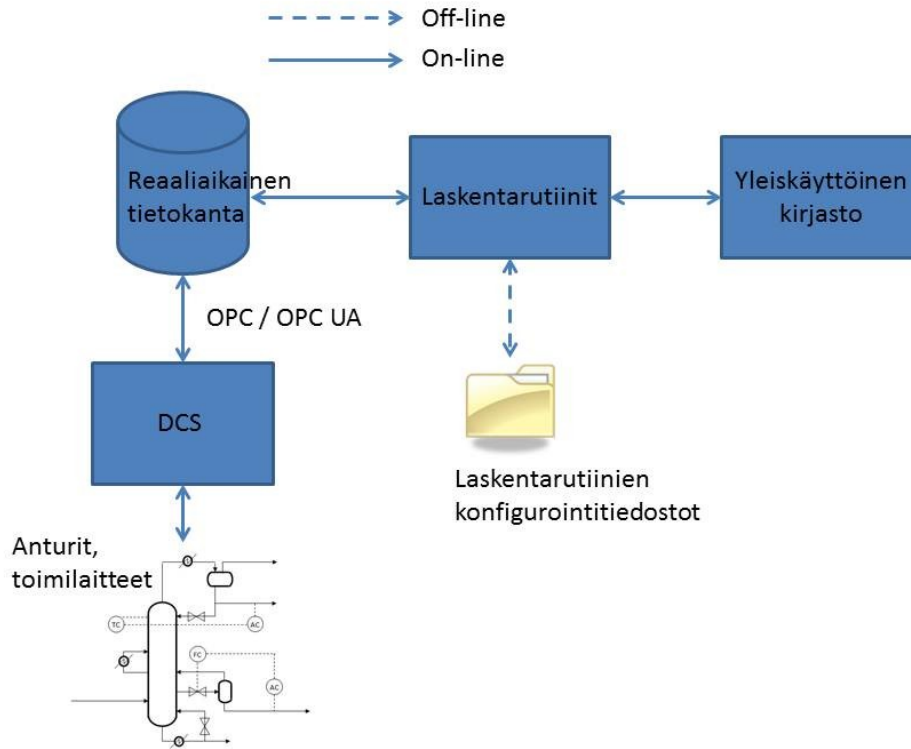 Off-line
On-line
Reaaliaikainen
tietokanta
Laskentarutiinit
Yleiskäyttöinen
kirjasto
OPC / OPC UA
DCS
Laskentarutiinien
konfigurointitiedostot
Anturit,
toimilaitteet
TC
AC
FC
AC